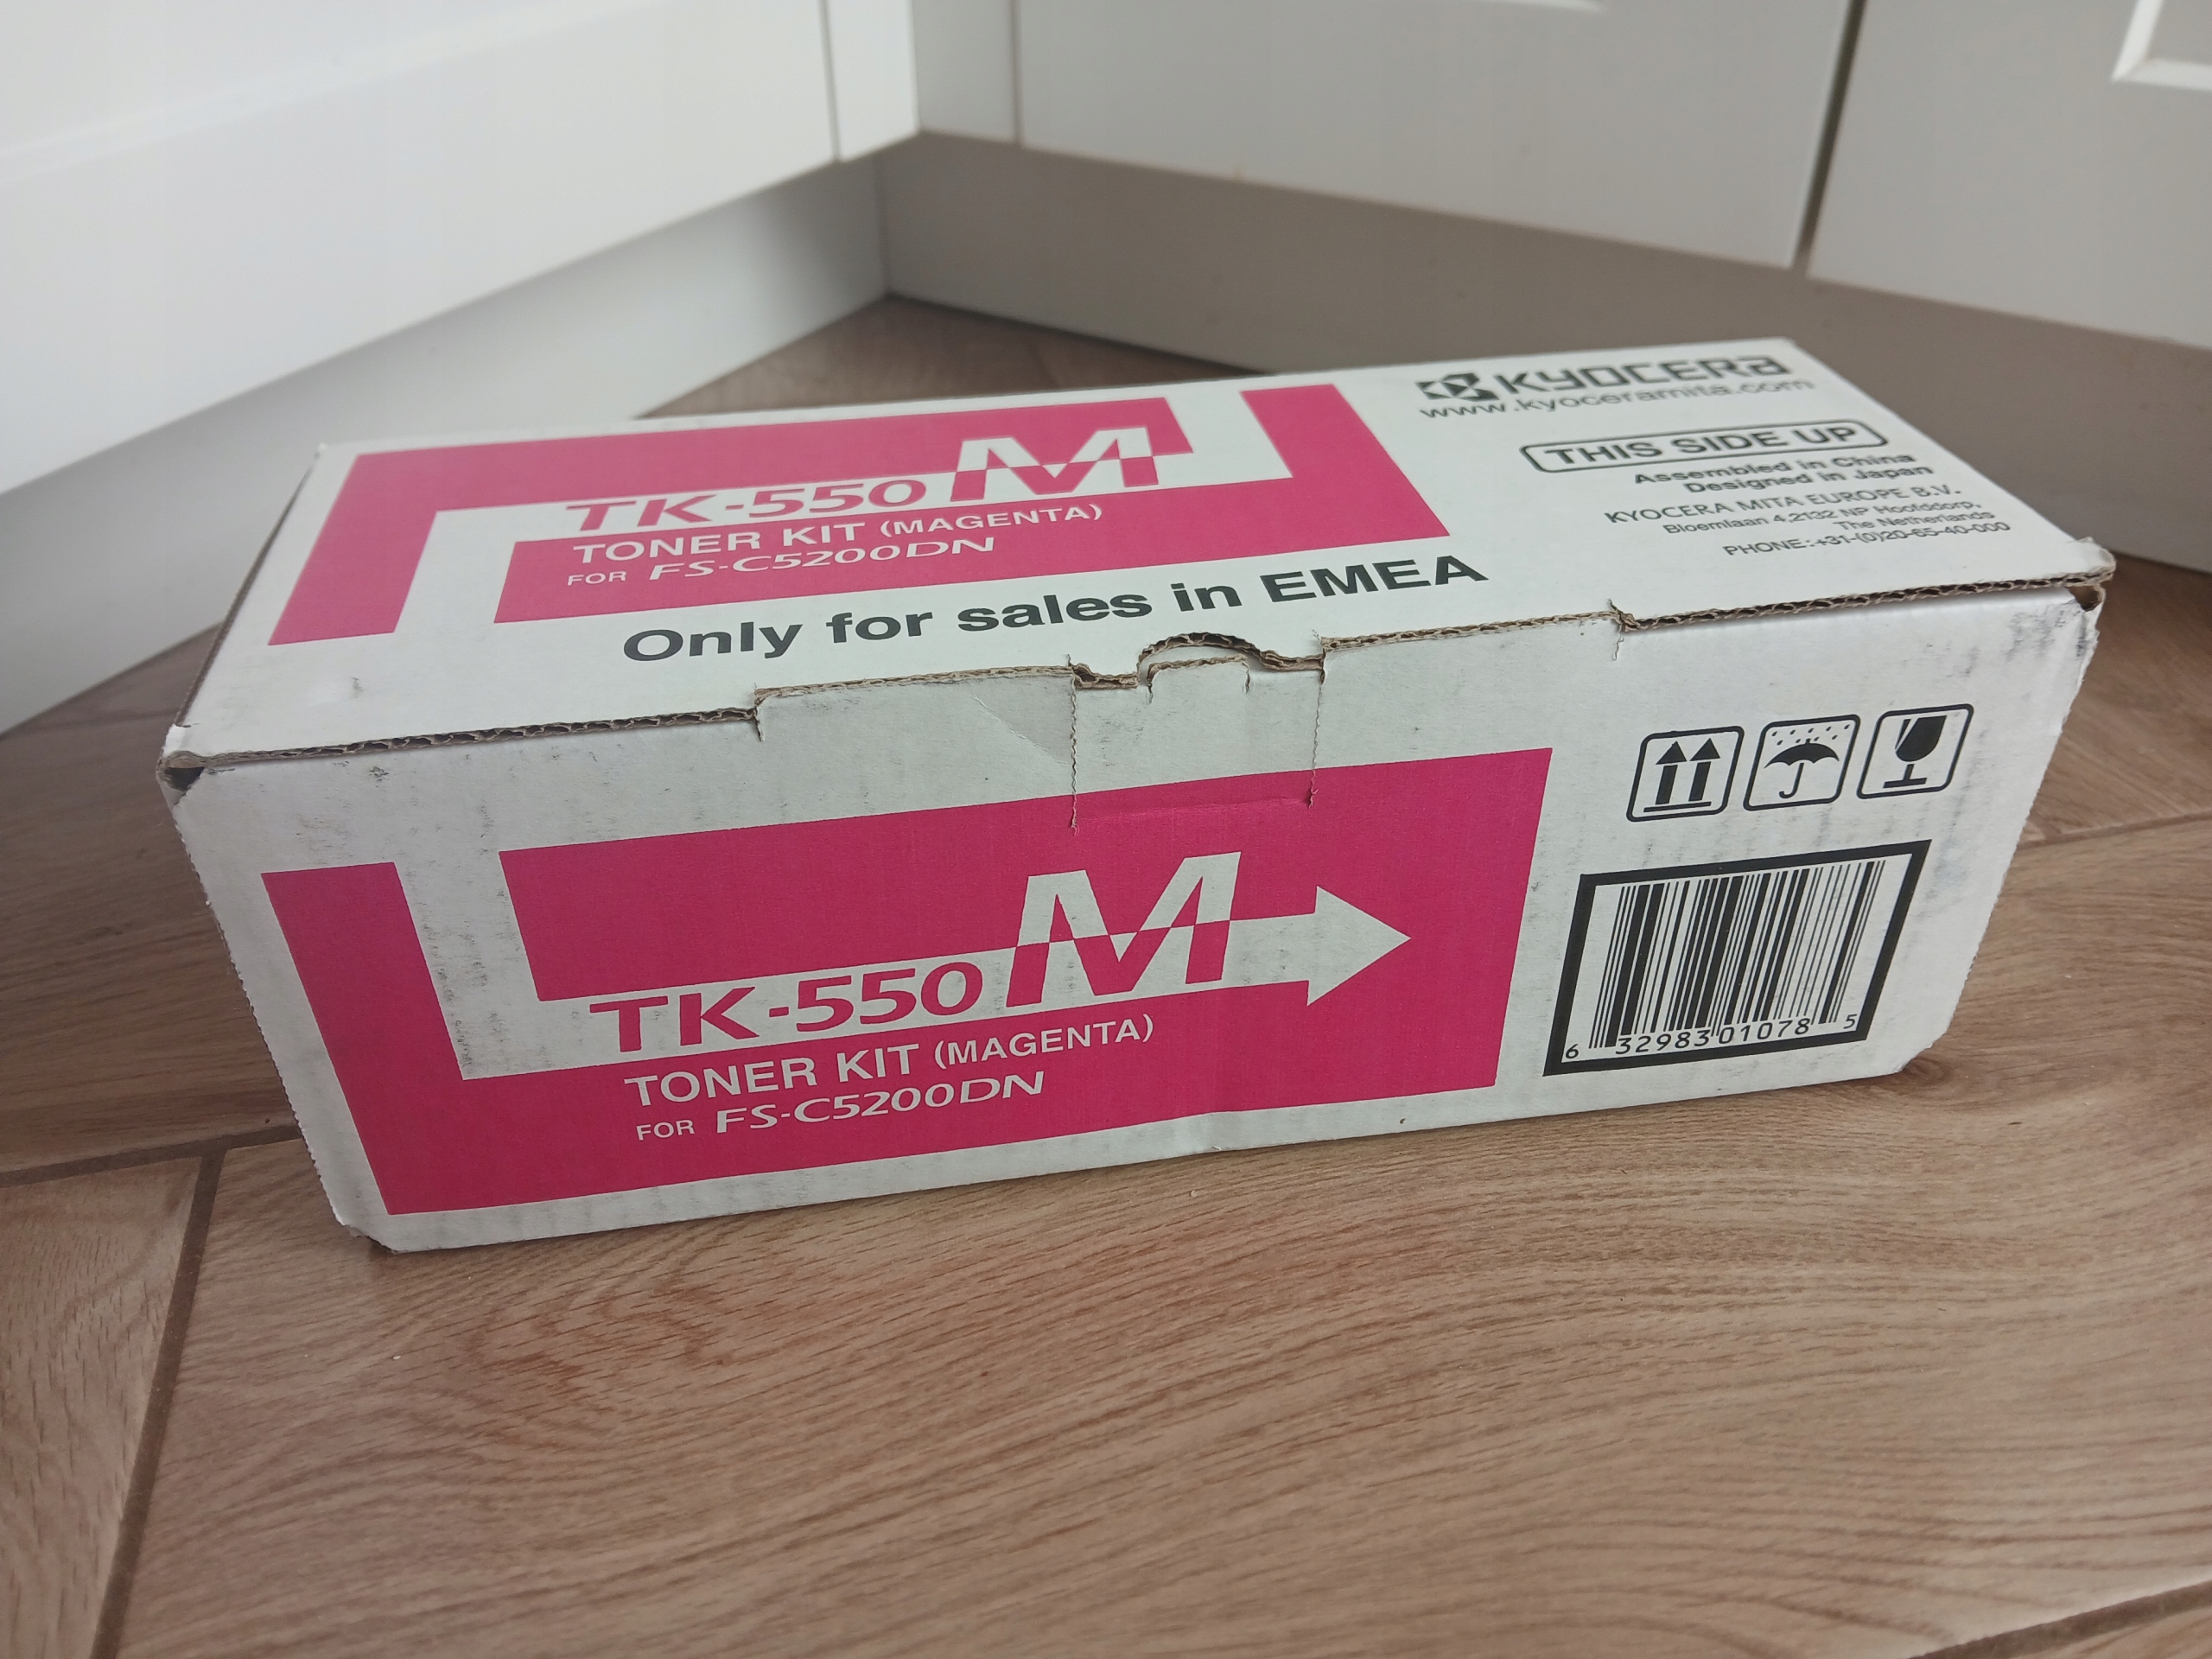 KYOCERA
www.kyoceramita.com
THIS SIDE UP
Assembled in China
Designed in Japan
KYOCERA MITA EUROPE B.V.
Bloemlaan 4,2132 NP Hoofddorp,
The Netherlands
PHONE:+31-(0)20-65-40-000
TK-550 M
TONER KIT (MAGENTA)
FOR FS-C5200DN
Only for sales in EMEA
TK-550 M
TONER KIT (MAGENTA)
FOR FS-C5200DN
6 32983 01078 5